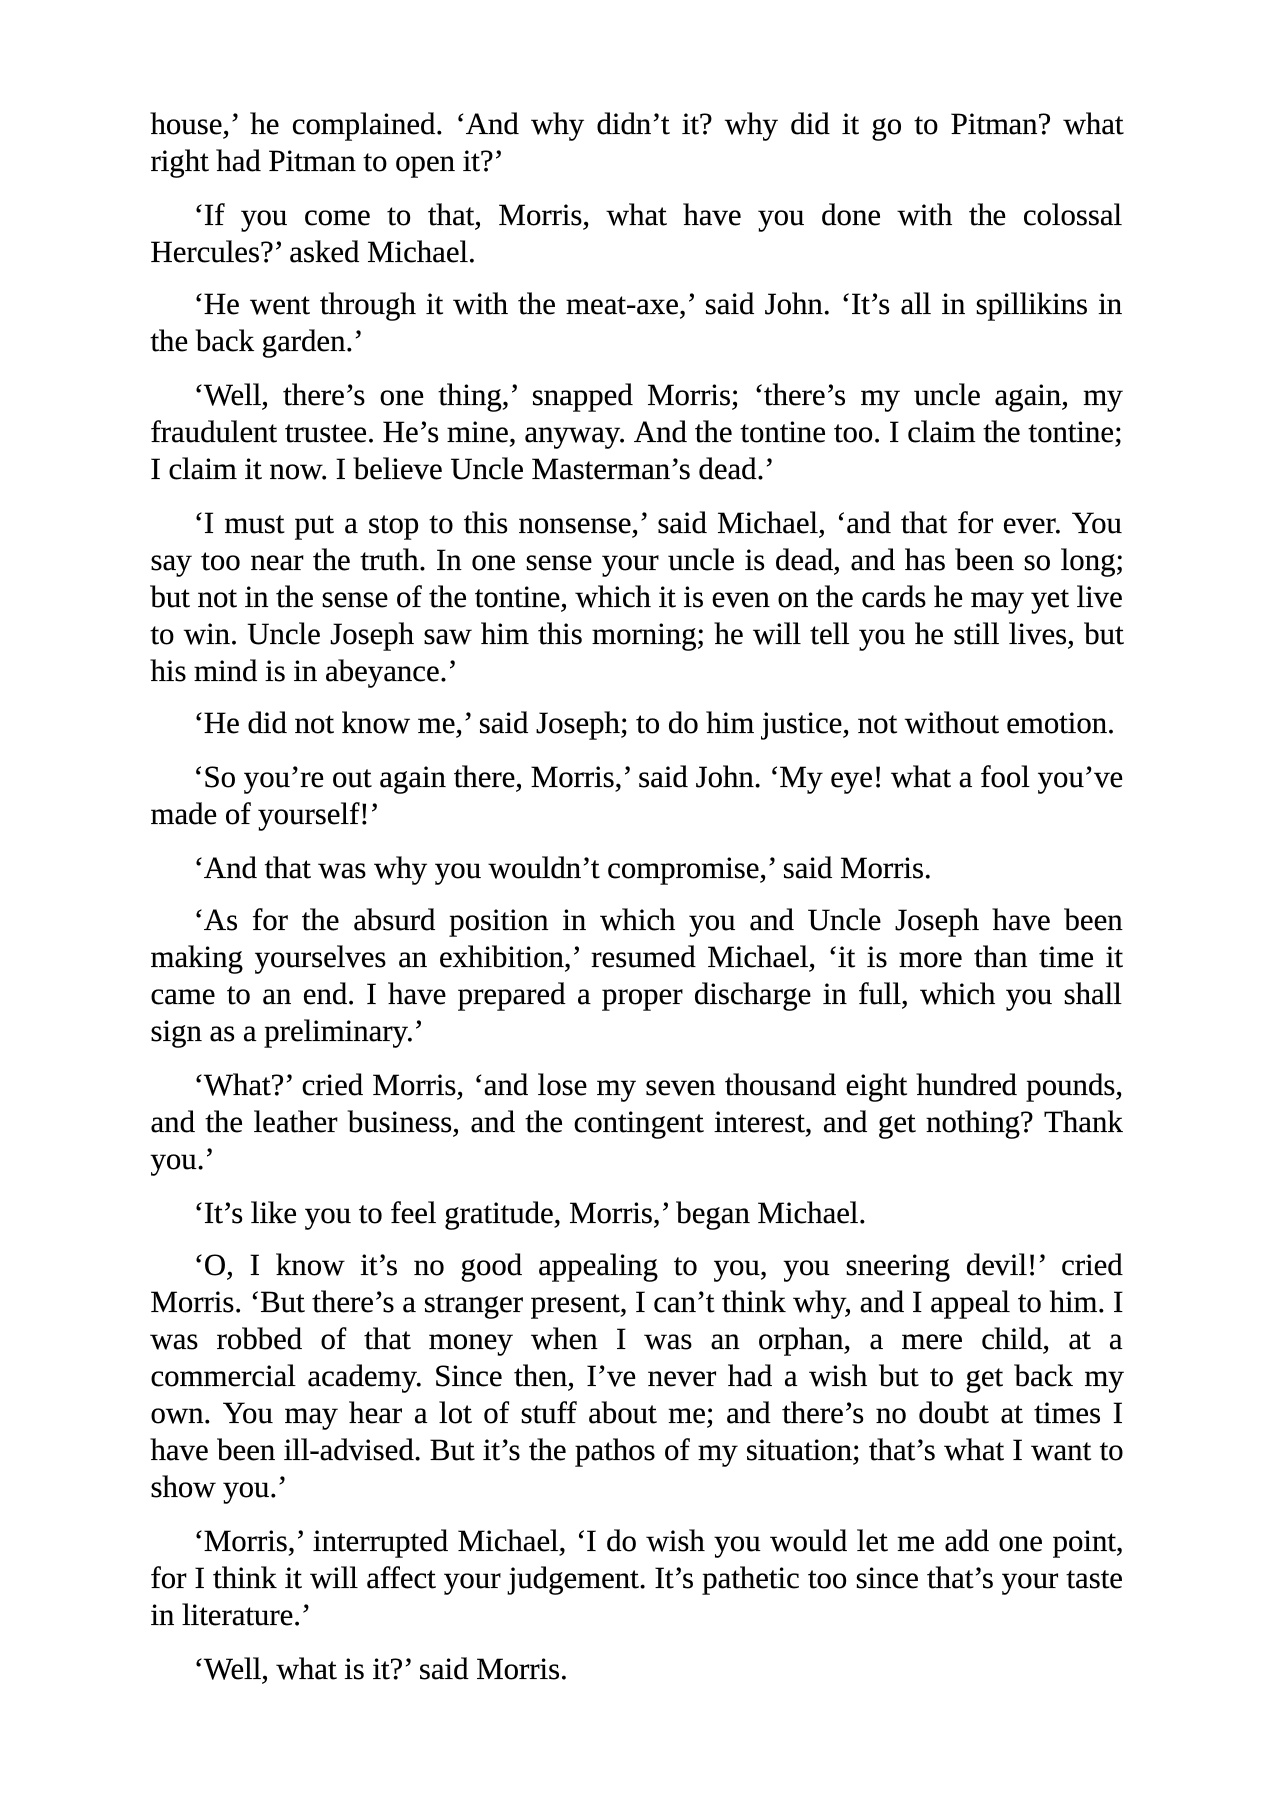 house,’ he complained. ‘And why didn’t it? why did it go to Pitman? what
right had Pitman to open it?’
‘If you come to that, Morris, what have you done with the colossal
Hercules?’ asked Michael.
‘He went through it with the meat-axe,’ said John. ‘It’s all in spillikins in
the back garden.’
‘Well, there’s one thing,’ snapped Morris; ‘there’s my uncle again, my
fraudulent trustee. He’s mine, anyway. And the tontine too. I claim the tontine;
I claim it now. I believe Uncle Masterman’s dead.’
‘I must put a stop to this nonsense,’ said Michael, ‘and that for ever. You
say too near the truth. In one sense your uncle is dead, and has been so long;
but not in the sense of the tontine, which it is even on the cards he may yet live
to win. Uncle Joseph saw him this morning; he will tell you he still lives, but
his mind is in abeyance.’
‘He did not know me,’ said Joseph; to do him justice, not without emotion.
‘So you’re out again there, Morris,’ said John. ‘My eye! what a fool you’ve
made of yourself!’
‘And that was why you wouldn’t compromise,’ said Morris.
‘As for the absurd position in which you and Uncle Joseph have been
making yourselves an exhibition,’ resumed Michael, ‘it is more than time it
came to an end. I have prepared a proper discharge in full, which you shall
sign as a preliminary.’
‘What?’ cried Morris, ‘and lose my seven thousand eight hundred pounds,
and the leather business, and the contingent interest, and get nothing? Thank
you.’
‘It’s like you to feel gratitude, Morris,’ began Michael.
‘O, I know it’s no good appealing to you, you sneering devil!’ cried
Morris. ‘But there’s a stranger present, I can’t think why, and I appeal to him. I
was robbed of that money when I was an orphan, a mere child, at a
commercial academy. Since then, I’ve never had a wish but to get back my
own. You may hear a lot of stuff about me; and there’s no doubt at times I
have been ill-advised. But it’s the pathos of my situation; that’s what I want to
show you.’
‘Morris,’ interrupted Michael, ‘I do wish you would let me add one point,
for I think it will affect your judgement. It’s pathetic too since that’s your taste
in literature.’
‘Well, what is it?’ said Morris.